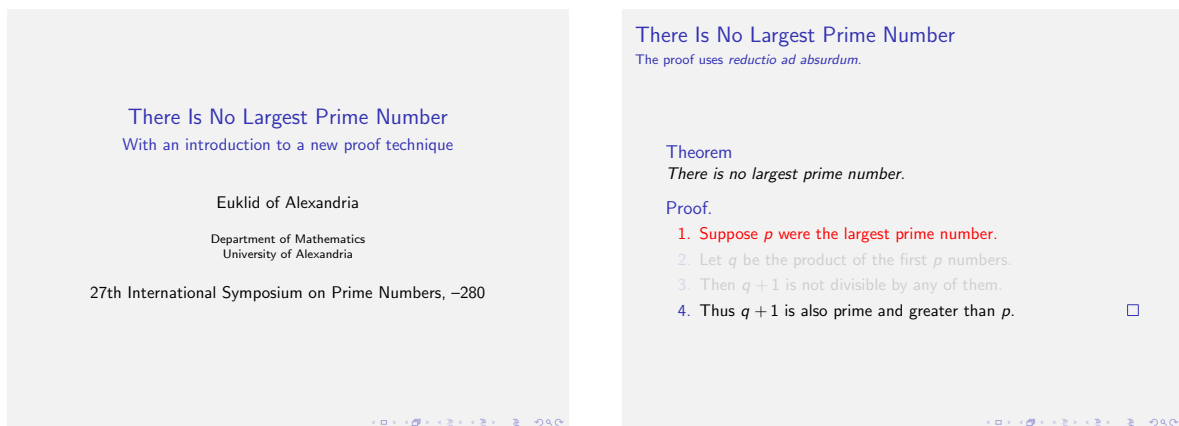 There Is No Largest Prime Number
With an introduction to a new proof technique
Euklid of Alexandria
Department of Mathematics
University of Alexandria
27th International Symposium on Prime Numbers, –280
There Is No Largest Prime Number
The proof uses reductio ad absurdum.
Theorem
There is no largest prime number.
Proof.
1. Suppose p were the largest prime number.
2. Let q be the product of the first p numbers.
3. Then q + 1 is not divisible by any of them.
4. Thus q + 1 is also prime and greater than p. □